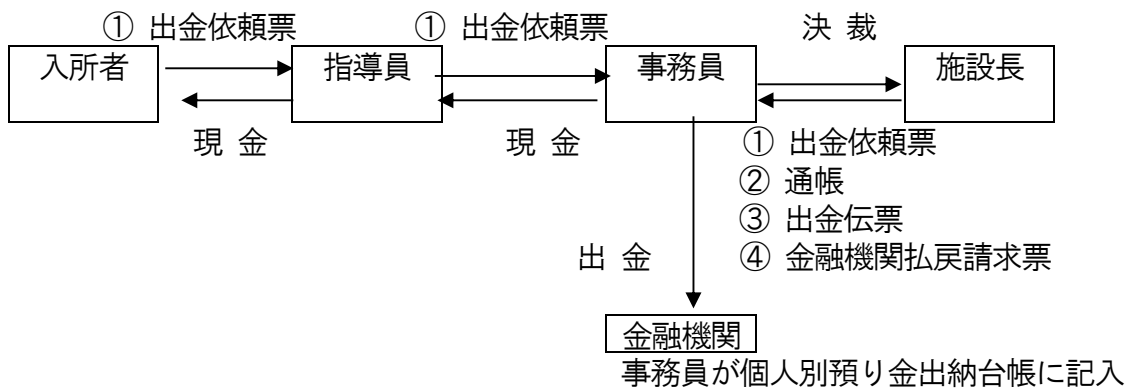 ① 出金依頼票
① 出金依頼票
決 裁
入所者
指導員
事務員
施設長
現 金
現 金
① 出金依頼票
② 通帳
③ 出金伝票
出 金
④ 金融機関払戻請求票
金融機関
事務員が個人別預り金出納台帳に記入